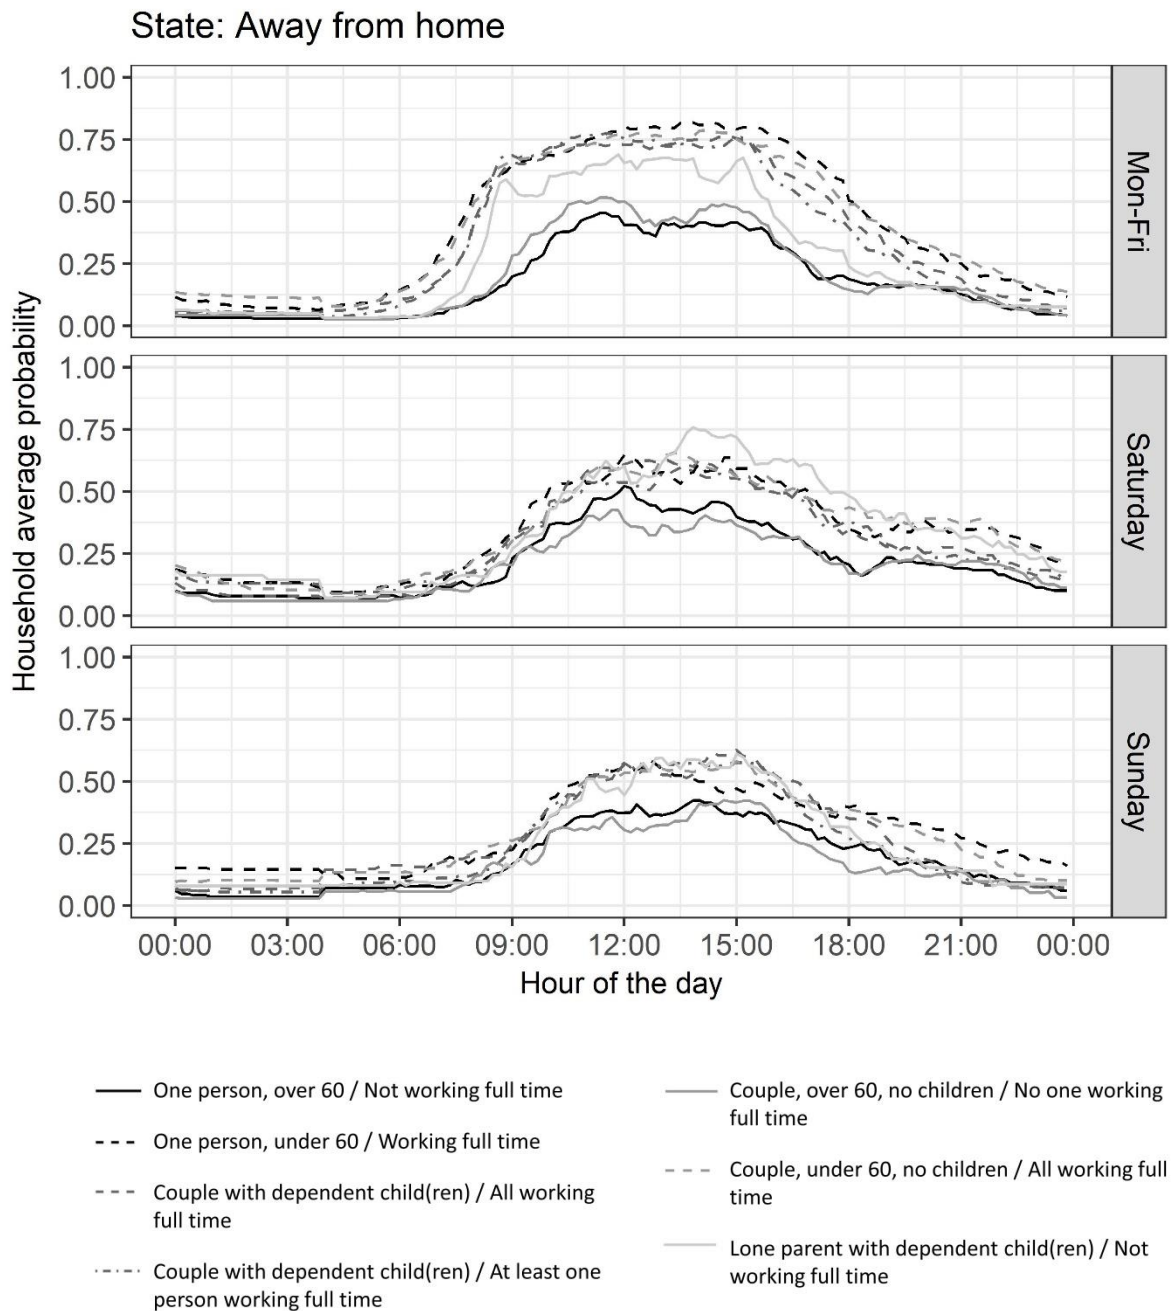 State: Away from home
Household average probability
1.00
0.75
0.50
0.25
0.00
Mon-Fri
1.00
0.75
0.50
0.25
0.00
Saturday
1.00
0.75
0.50
0.25
0.00
Sunday
00:00 03:00 06:00 09:00 12:00 15:00 18:00 21:00 00:00
Hour of the day
One person, over 60 / Not working full time
One person, under 60 / Working full time
Couple with dependent child(ren) / All working
full time
Couple with dependent child(ren) / At least one
person working full time
Couple, over 60, no children / No one working
full time
Couple, under 60, no children / All working full
time
Lone parent with dependent child(ren) / Not
working full time